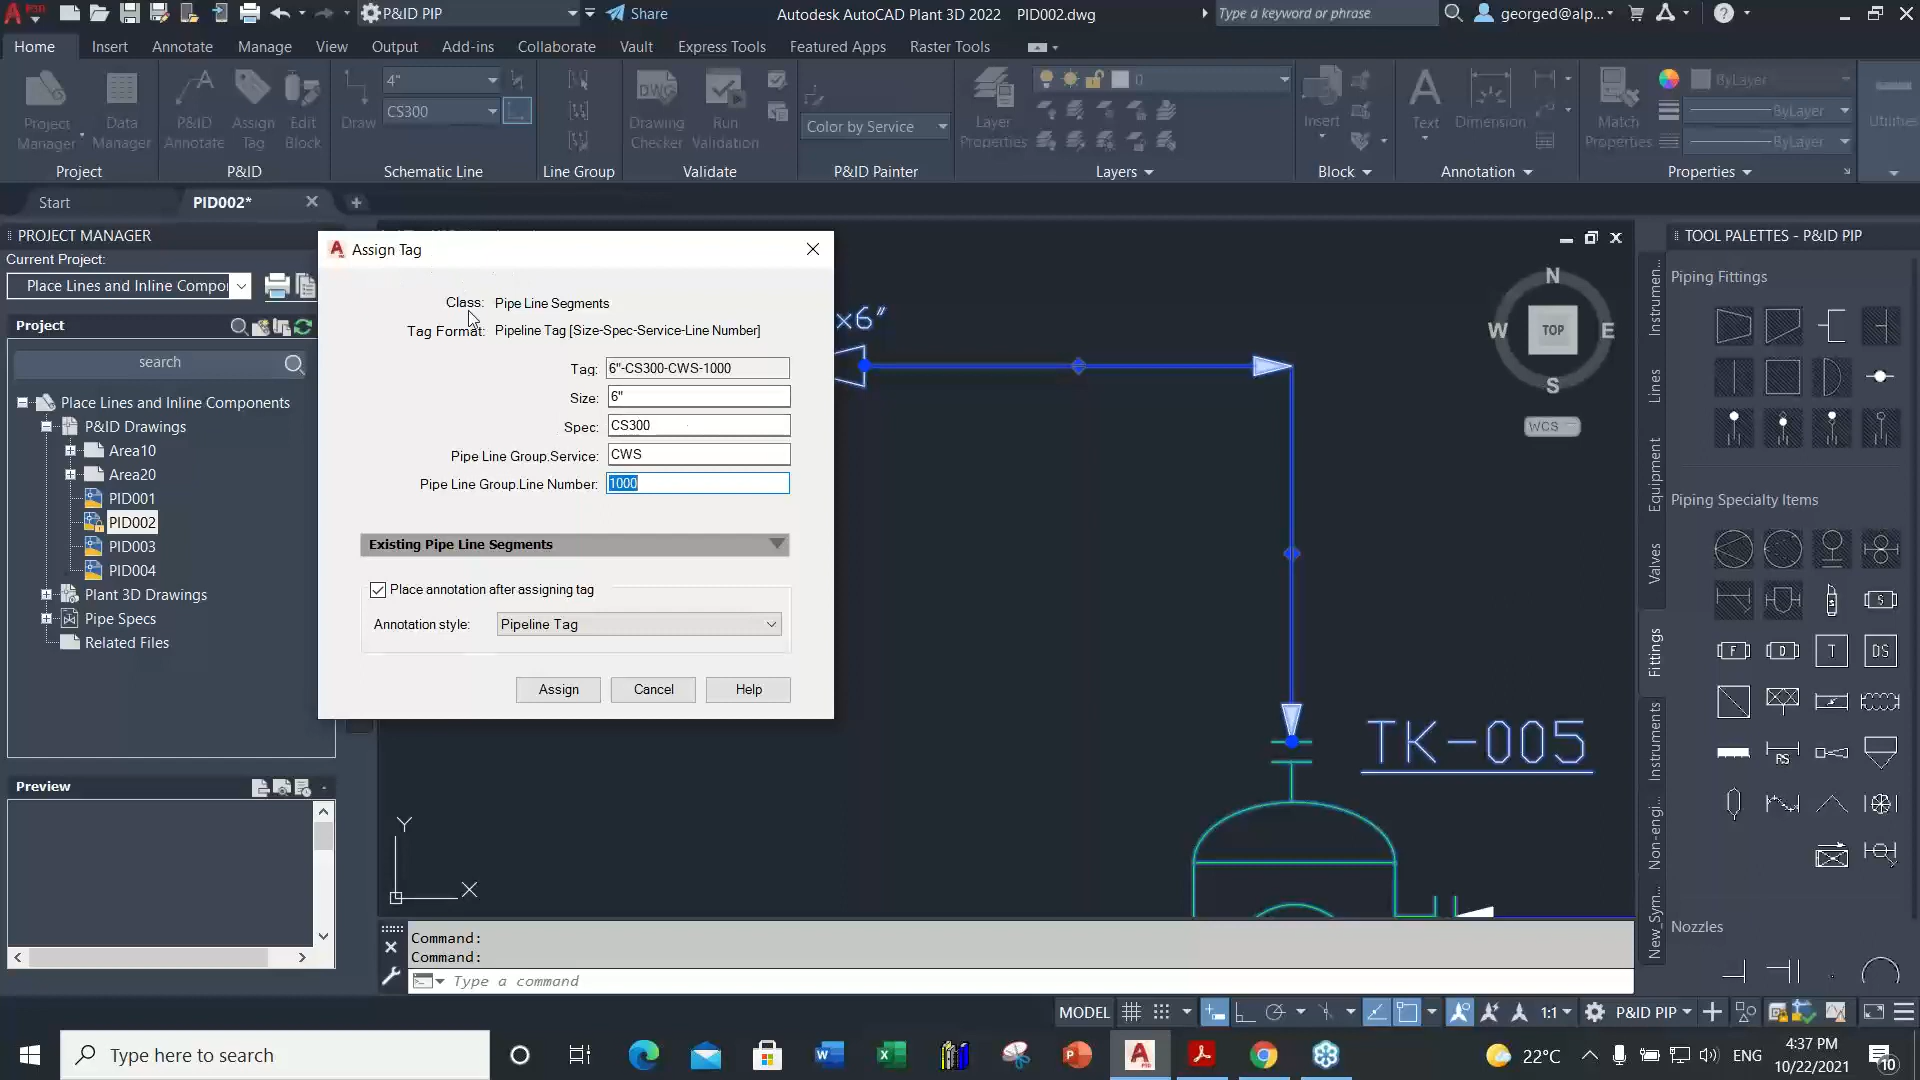 P&ID PIP
Share
Autodesk AutoCAD Plant 3D 2022 PID002.dwg
Type a keyword or phrase
georged@alp...
Home Insert Annotate Manage View Output Add-ins Collaborate Vault Express Tools Featured Apps Raster Tools
4"
CS300
Project Manager
Data Manager
P&ID Annotate
Assign Tag
Edit Block
Draw
Drawing Checker
Run Validation
Color by Service
Layer Properties
0
Insert
Text
Dimension
Match Properties
ByLayer
ByLayer
ByLayer
Utilities
Project P&ID Schematic Line Line Group Validate P&ID Painter Layers Block Annotation Properties
Start PID002*
PROJECT MANAGER
Current Project:
Place Lines and Inline Compo
Project
search
Place Lines and Inline Components
P&ID Drawings
Area10
Area20
PID001
PID002
PID003
PID004
Plant 3D Drawings
Pipe Specs
Related Files
Preview
Assign Tag
Class: Pipe Line Segments
Tag Format: Pipeline Tag [Size-Spec-Service-Line Number]
Tag: 6"-CS300-CWS-1000
Size: 6"
Spec: CS300
Pipe Line Group.Service: CWS
Pipe Line Group.Line Number: 1000
Existing Pipe Line Segments
Place annotation after assigning tag
Annotation style: Pipeline Tag
Assign Cancel Help
x6"
TK-005
N
W TOP E
S
WCS
Y
X
Command:
Command:
Type a command
TOOL PALETTES - P&ID PIP
Piping Fittings
Piping Specialty Items
F D T DS
S
RS
Nozzles
Instrumen...
Lines
Equipment
Valves
Fittings
Instruments
Non-engi...
New_Sym...
MODEL 1:1 P&ID PIP
Type here to search
22°C ENG
4:37 PM
10/22/2021
10